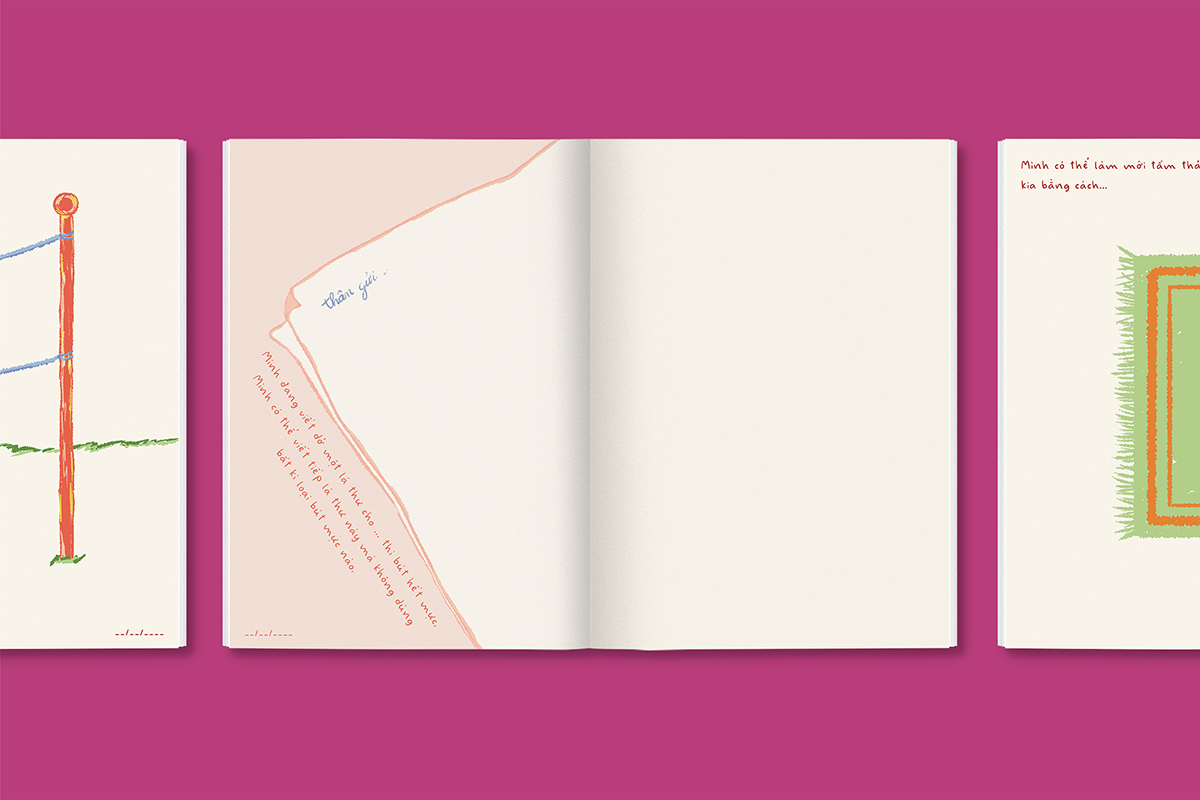 --/--/----
thân gửi .
Mình đang viết dở một lá thư cho ... thì bút hết mực.
Mình có thể viết tiếp lá thư này mà không dùng
bất kì loại bút mực nào.
--/--/----
Mình có thể làm mới tấm thả
kia bằng cách...